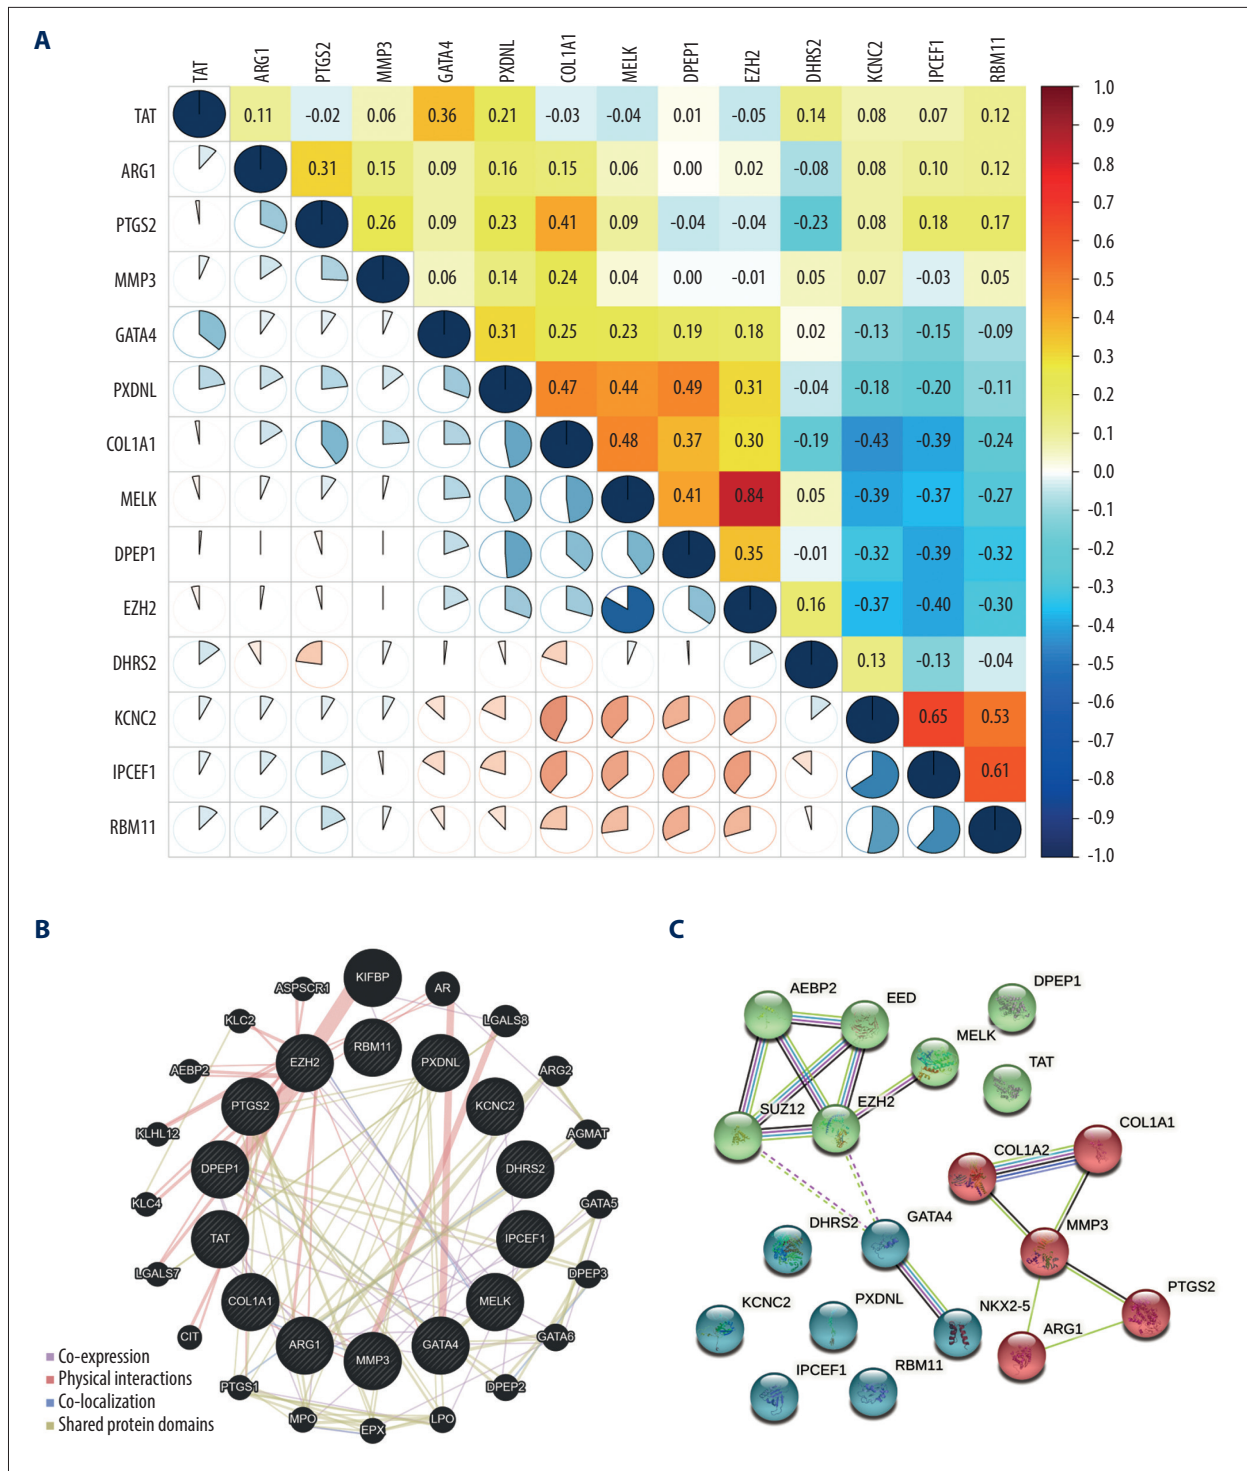 A
TAT ARG1 PTGS2 MMP3 GATA4 PXDNL COL1A1 MELK DPEP1 EZH2 DHRS2 KCNC2 IPCEF1 RBM11
TAT 0.11 -0.02 0.06 0.36 0.21 -0.03 -0.04 0.01 -0.05 0.14 0.08 0.07 0.12
ARG1 0.31 0.15 0.09 0.16 0.15 0.06 0.00 0.02 -0.08 0.08 0.10 0.12
PTGS2 0.26 0.09 0.23 0.41 0.09 -0.04 -0.04 -0.23 0.08 0.18 0.17
MMP3 0.06 0.14 0.24 0.04 0.00 -0.01 0.05 0.07 -0.03 0.05
GATA4 0.31 0.25 0.23 0.19 0.18 0.02 -0.13 -0.15 -0.09
PXDNL 0.47 0.44 0.49 0.31 -0.04 -0.18 -0.20 -0.11
COL1A1 0.48 0.37 0.30 -0.19 -0.43 -0.39 -0.24
MELK 0.41 0.84 0.05 -0.39 -0.37 -0.27
DPEP1 0.35 -0.01 -0.32 -0.39 -0.32
EZH2 0.16 -0.37 -0.40 -0.30
DHRS2 0.13 -0.13 -0.04
KCNC2 0.65 0.53
IPCEF1 0.61
RBM11
1.0
0.9
0.8
0.7
0.6
0.5
0.4
0.3
0.2
0.1
0.0
-0.1
-0.2
-0.3
-0.4
-0.5
-0.6
-0.7
-0.8
-0.9
-1.0
B
KIFBP
ASPSCR1
AR
KLC2
LGALS8
RBM11
EZH2
PXDNL
AEBP2
ARG2
PTGS2
KCNC2
KLHL12
AGMAT
DPEP1
DHRS2
KLC4
GATA5
TAT
IPCEF1
LGALS7
DPEP3
COL1A1
MELK
CIT
GATA6
ARG1
MMP3
GATA4
PTGS1
DPEP2
MPO
EPX
LPO
Co-expression
Physical interactions
Co-localization
Shared protein domains
C
AEBP2
EED
DPEP1
MELK
TAT
SUZ12
EZH2
COL1A1
COL1A2
GATA4
DHRS2
MMP3
PTGS2
KCNC2
PXDNL
NKX2-5
ARG1
IPCEF1
RBM11